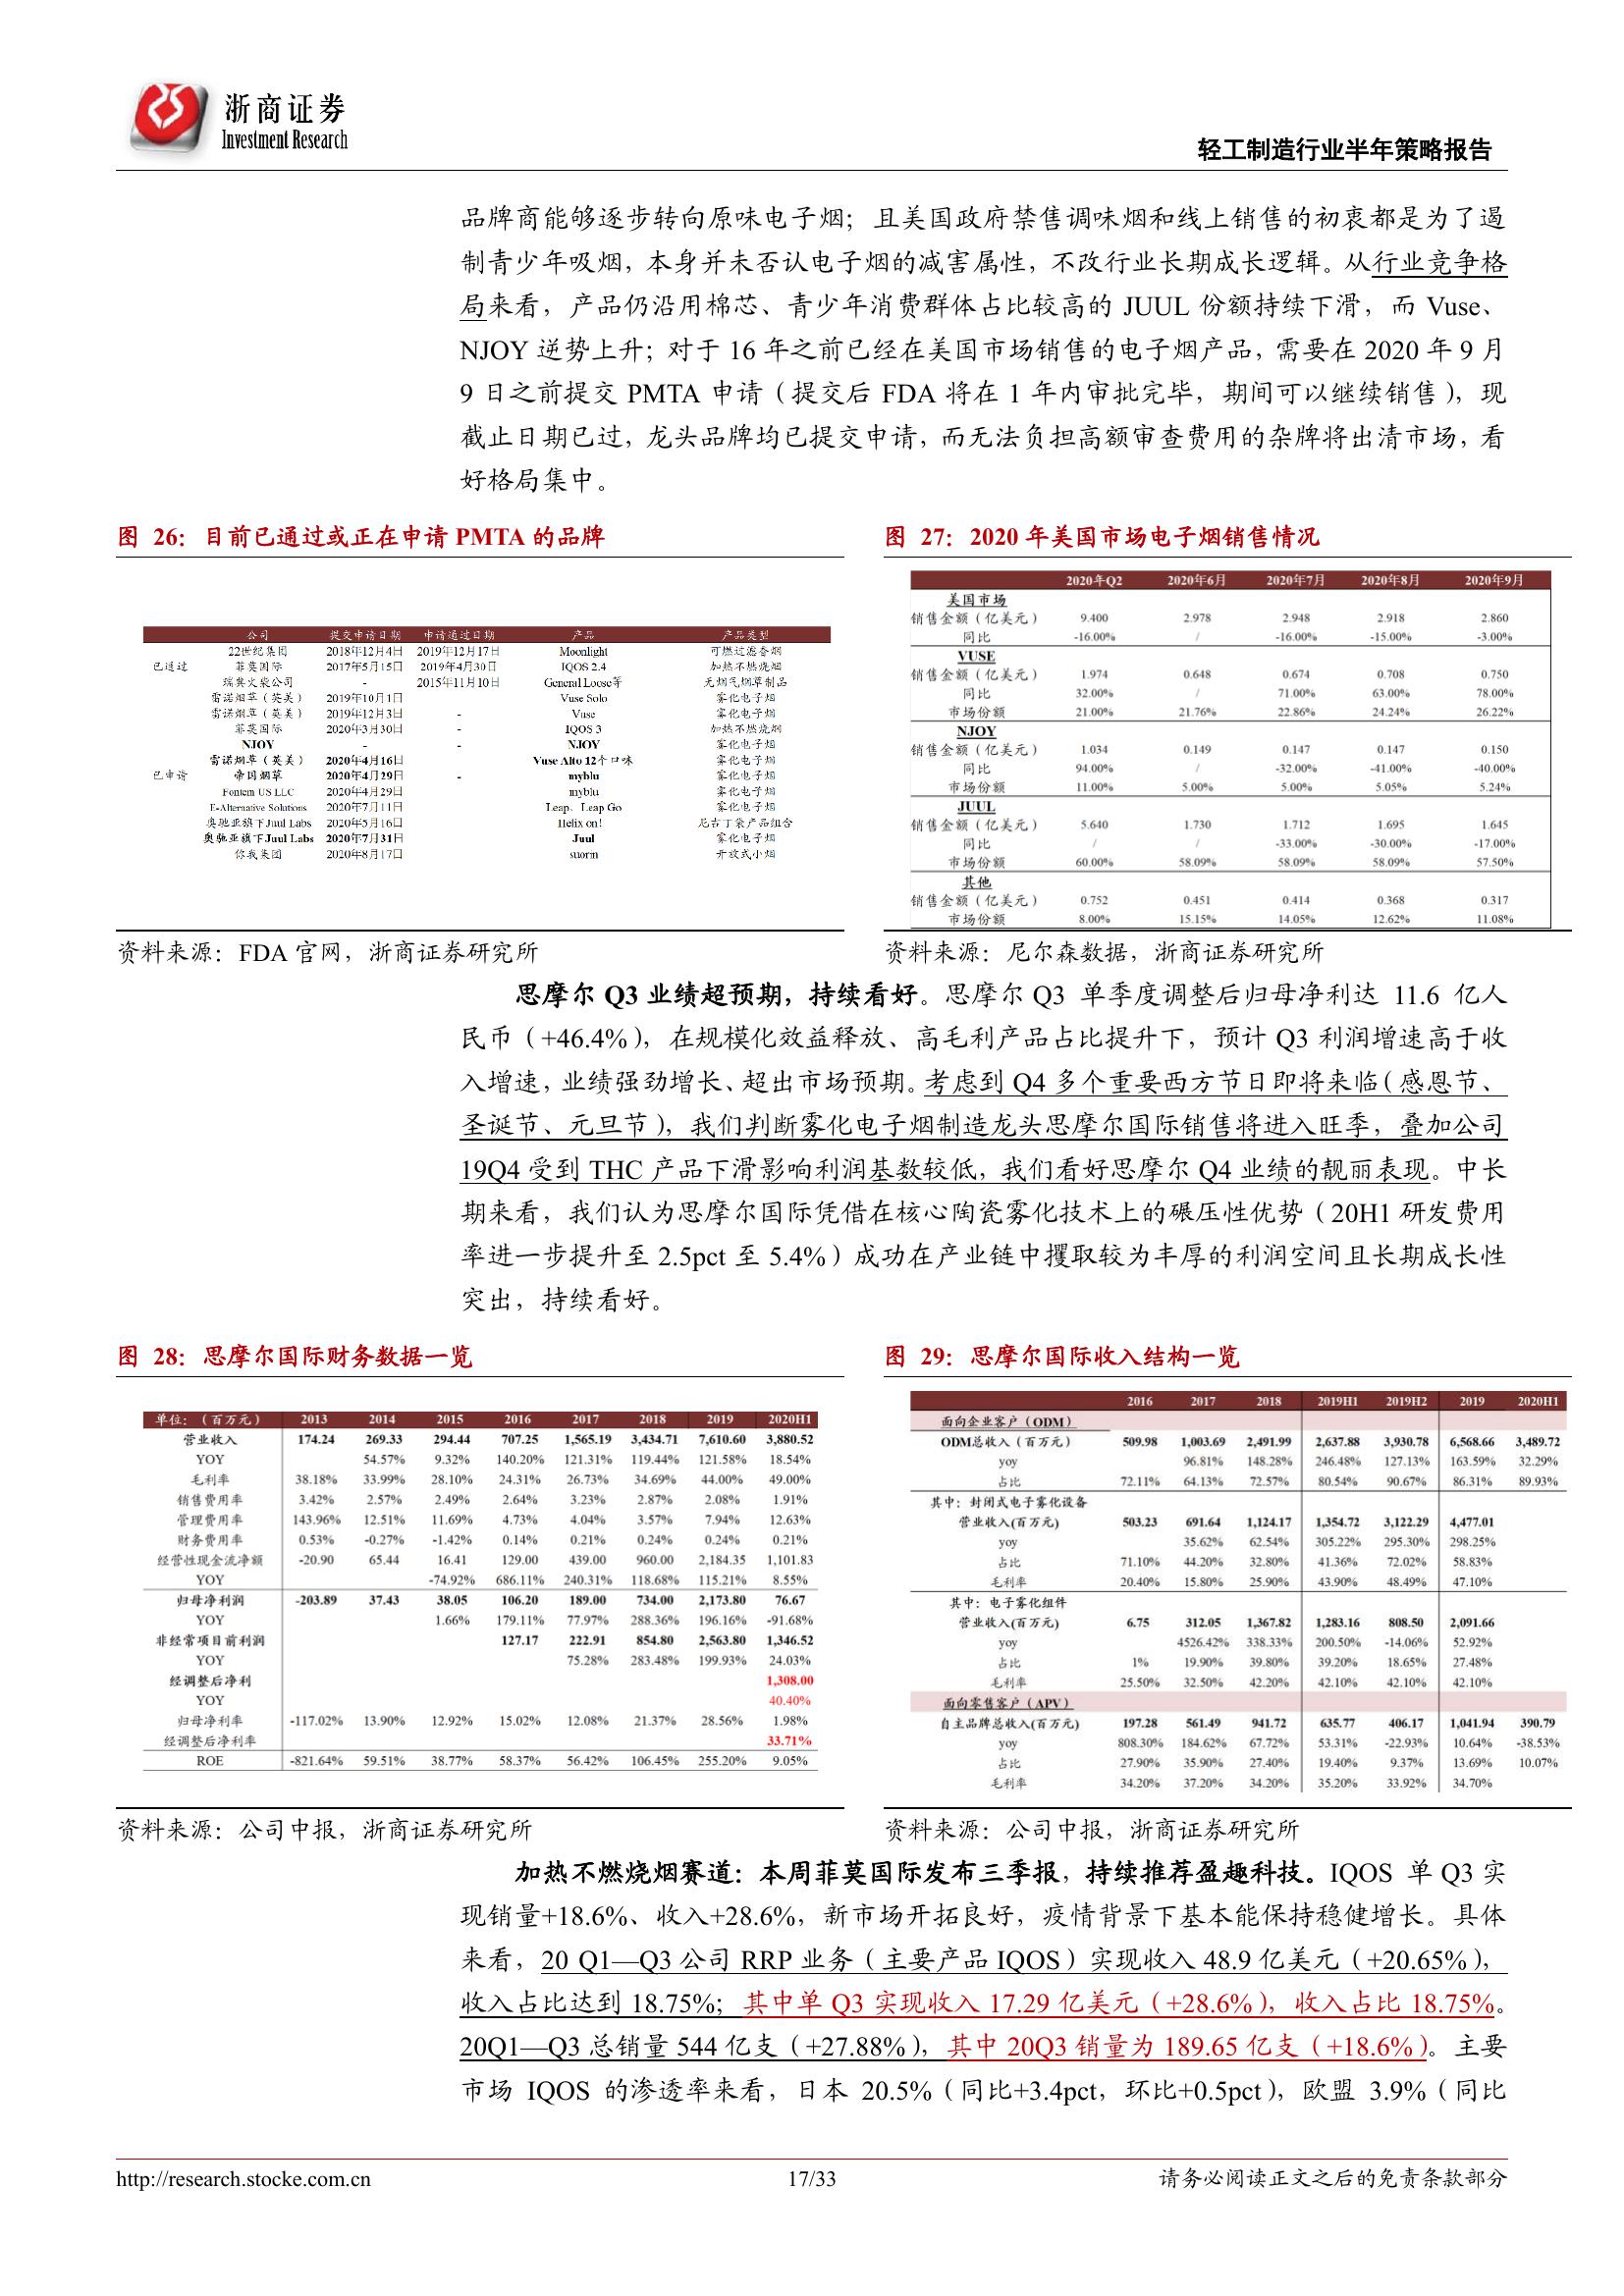 浙商证券
Investment Research
轻工制造行业半年策略报告
品牌商能够逐步转向原味电子烟；且美国政府禁售调味烟和线上销售的初衷都是为了遏
制青少年吸烟，本身并未否认电子烟的减害属性，不改行业长期成长逻辑。从行业竞争格
局来看，产品仍沿用棉芯、青少年消费群体占比较高的 JUUL 份额持续下滑，而 Vuse、
NJOY 逆势上升；对于 16 年之前已经在美国市场销售的电子烟产品，需要在 2020 年 9 月
9 日之前提交 PMTA 申请（提交后 FDA 将在 1 年内审批完毕，期间可以继续销售），现
截止日期已过，龙头品牌均已提交申请，而无法负担高额审查费用的杂牌将出清市场，看
好格局集中。
图 26：目前已通过或正在申请 PMTA 的品牌
公司 提交申请日期 申请通过日期 产品 产品类型
22世纪集团 2018年12月4日 2019年12月17日 Moonlight 可燃过滤香烟
已通过 菲莫国际 2017年5月15日 2019年4月30日 IQOS 2.4 加热不燃烧烟
瑞典火柴公司 - 2015年11月10日 General Loose等 无烟气烟草制品
雷诺烟草（英美） 2019年10月1日 Vuse Solo 雾化电子烟
雷诺烟草（英美） 2019年12月3日 - Vuse 雾化电子烟
菲莫国际 2020年3月30日 - IQOS 3 加热不燃烧烟
NJOY - - NJOY 雾化电子烟
雷诺烟草（英美） 2020年4月16日 Vuse Alto 12个口味 雾化电子烟
已申请 帝国烟草 2020年4月29日 - myblu 雾化电子烟
Fontem US LLC 2020年4月29日 myblu 雾化电子烟
E-Alternative Solutions 2020年7月11日 Leap、Leap Go 雾化电子烟
奥驰亚旗下Juul Labs 2020年5月16日 Helix on! 尼古丁袋产品组合
奥驰亚旗下Juul Labs 2020年7月31日 Juul 雾化电子烟
你我集团 2020年8月17日 suorin 开放式小烟
资料来源：FDA 官网，浙商证券研究所
图 27：2020 年美国市场电子烟销售情况
2020年Q2 2020年6月 2020年7月 2020年8月 2020年9月
美国市场
销售金额（亿美元） 9.400 2.978 2.948 2.918 2.860
同比 -16.00% / -16.00% -15.00% -3.00%
VUSE
销售金额（亿美元） 1.974 0.648 0.674 0.708 0.750
同比 32.00% / 71.00% 63.00% 78.00%
市场份额 21.00% 21.76% 22.86% 24.24% 26.22%
NJOY
销售金额（亿美元） 1.034 0.149 0.147 0.147 0.150
同比 94.00% / -32.00% -41.00% -40.00%
市场份额 11.00% 5.00% 5.00% 5.05% 5.24%
JUUL
销售金额（亿美元） 5.640 1.730 1.712 1.695 1.645
同比 / / -33.00% -30.00% -17.00%
市场份额 60.00% 58.09% 58.09% 58.09% 57.50%
其他
销售金额（亿美元） 0.752 0.451 0.414 0.368 0.317
市场份额 8.00% 15.15% 14.05% 12.62% 11.08%
资料来源：尼尔森数据，浙商证券研究所
思摩尔 Q3 业绩超预期，持续看好。思摩尔 Q3 单季度调整后归母净利达 11.6 亿人
民币（+46.4%），在规模化效益释放、高毛利产品占比提升下，预计 Q3 利润增速高于收
入增速，业绩强劲增长、超出市场预期。考虑到 Q4 多个重要西方节日即将来临（感恩节、
圣诞节、元旦节），我们判断雾化电子烟制造龙头思摩尔国际销售将进入旺季，叠加公司
19Q4 受到 THC 产品下滑影响利润基数较低，我们看好思摩尔 Q4 业绩的靓丽表现。中长
期来看，我们认为思摩尔国际凭借在核心陶瓷雾化技术上的碾压性优势（20H1 研发费用
率进一步提升至 2.5pct 至 5.4%）成功在产业链中攫取较为丰厚的利润空间且长期成长性
突出，持续看好。
图 28：思摩尔国际财务数据一览
单位：（百万元） 2013 2014 2015 2016 2017 2018 2019 2020H1
营业收入 174.24 269.33 294.44 707.25 1,565.19 3,434.71 7,610.60 3,880.52
YOY 54.57% 9.32% 140.20% 121.31% 119.44% 121.58% 18.54%
毛利率 38.18% 33.99% 28.10% 24.31% 26.73% 34.69% 44.00% 49.00%
销售费用率 3.42% 2.57% 2.49% 2.64% 3.23% 2.87% 2.08% 1.91%
管理费用率 143.96% 12.51% 11.69% 4.73% 4.04% 3.57% 7.94% 12.63%
财务费用率 0.53% -0.27% -1.42% 0.14% 0.21% 0.24% 0.24% 0.21%
经营性现金流净额 -20.90 65.44 16.41 129.00 439.00 960.00 2,184.35 1,101.83
YOY -74.92% 686.11% 240.31% 118.68% 115.21% 8.55%
归母净利润 -203.89 37.43 38.05 106.20 189.00 734.00 2,173.80 76.67
YOY 1.66% 179.11% 77.97% 288.36% 196.16% -91.68%
非经常项目前利润 127.17 222.91 854.80 2,563.80 1,346.52
YOY 75.28% 283.48% 199.93% 24.03%
经调整后净利 1,308.00
YOY 40.40%
归母净利率 -117.02% 13.90% 12.92% 15.02% 12.08% 21.37% 28.56% 1.98%
经调整后净利率 33.71%
ROE -821.64% 59.51% 38.77% 58.37% 56.42% 106.45% 255.20% 9.05%
资料来源：公司中报，浙商证券研究所
图 29：思摩尔国际收入结构一览
2016 2017 2018 2019H1 2019H2 2019 2020H1
面向企业客户（ODM）
ODM总收入（百万元） 509.98 1,003.69 2,491.99 2,637.88 3,930.78 6,568.66 3,489.72
yoy 96.81% 148.28% 246.48% 127.13% 163.59% 32.29%
占比 72.11% 64.13% 72.57% 80.54% 90.67% 86.31% 89.93%
其中：封闭式电子雾化设备
营业收入(百万元) 503.23 691.64 1,124.17 1,354.72 3,122.29 4,477.01
yoy 35.62% 62.54% 305.22% 295.30% 298.25%
占比 71.10% 44.20% 32.80% 41.36% 72.02% 58.83%
毛利率 20.40% 15.80% 25.90% 43.90% 48.49% 47.10%
其中：电子雾化组件
营业收入(百万元) 6.75 312.05 1,367.82 1,283.16 808.50 2,091.66
yoy 4526.42% 338.33% 200.50% -14.06% 52.92%
占比 1% 19.90% 39.80% 39.20% 18.65% 27.48%
毛利率 25.50% 32.50% 42.20% 42.10% 42.10% 42.10%
面向零售客户（APV）
自主品牌总收入(百万元) 197.28 561.49 941.72 635.77 406.17 1,041.94 390.79
yoy 808.30% 184.62% 67.72% 53.31% -22.93% 10.64% -38.53%
占比 27.90% 35.90% 27.40% 19.40% 9.37% 13.69% 10.07%
毛利率 34.20% 37.20% 34.20% 35.20% 33.92% 34.70%
资料来源：公司中报，浙商证券研究所
加热不燃烧烟赛道：本周菲莫国际发布三季报，持续推荐盈趣科技。IQOS 单 Q3 实
现销量+18.6%、收入+28.6%，新市场开拓良好，疫情背景下基本能保持稳健增长。具体
来看，20 Q1—Q3 公司 RRP 业务（主要产品 IQOS）实现收入 48.9 亿美元（+20.65%），
收入占比达到 18.75%；其中单 Q3 实现收入 17.29 亿美元（+28.6%），收入占比 18.75%。
20Q1—Q3 总销量 544 亿支（+27.88%），其中 20Q3 销量为 189.65 亿支（+18.6%）。主要
市场 IQOS 的渗透率来看，日本 20.5%（同比+3.4pct，环比+0.5pct），欧盟 3.9%（同比
http://research.stocke.com.cn
17/33
请务必阅读正文之后的免责条款部分